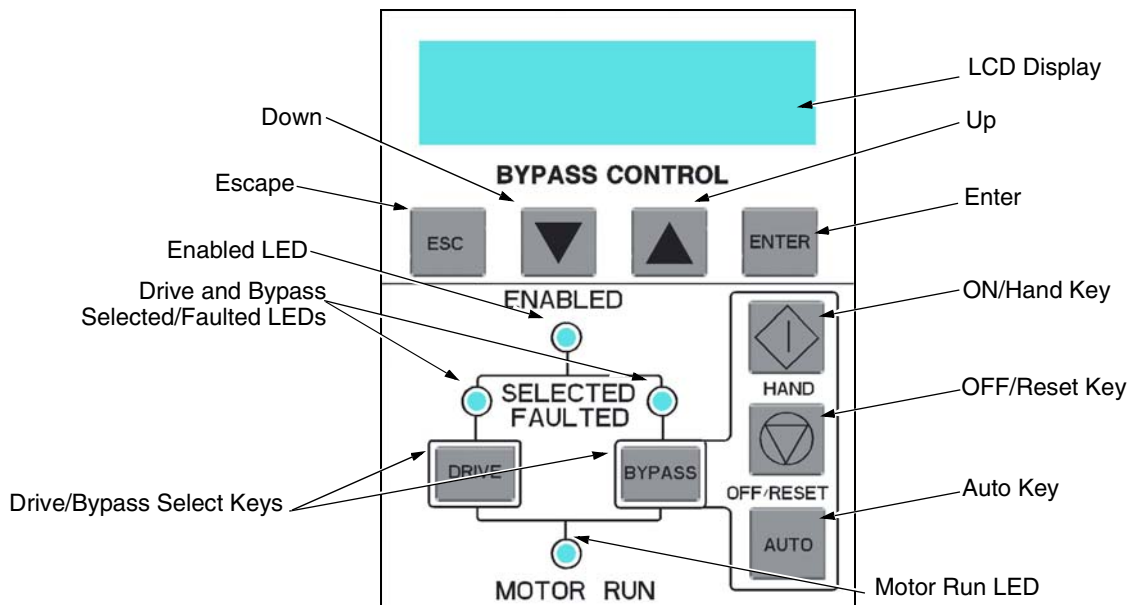 LCD Display
Down
Up
BYPASS CONTROL
Escape
Enter
ESC
ENTER
Enabled LED
ENABLED
Drive and Bypass
Selected/Faulted LEDs
ON/Hand Key
HAND
SELECTED
FAULTED
OFF/Reset Key
DRIVE
BYPASS
OFF/RESET
Drive/Bypass Select Keys
Auto Key
AUTO
MOTOR RUN
Motor Run LED